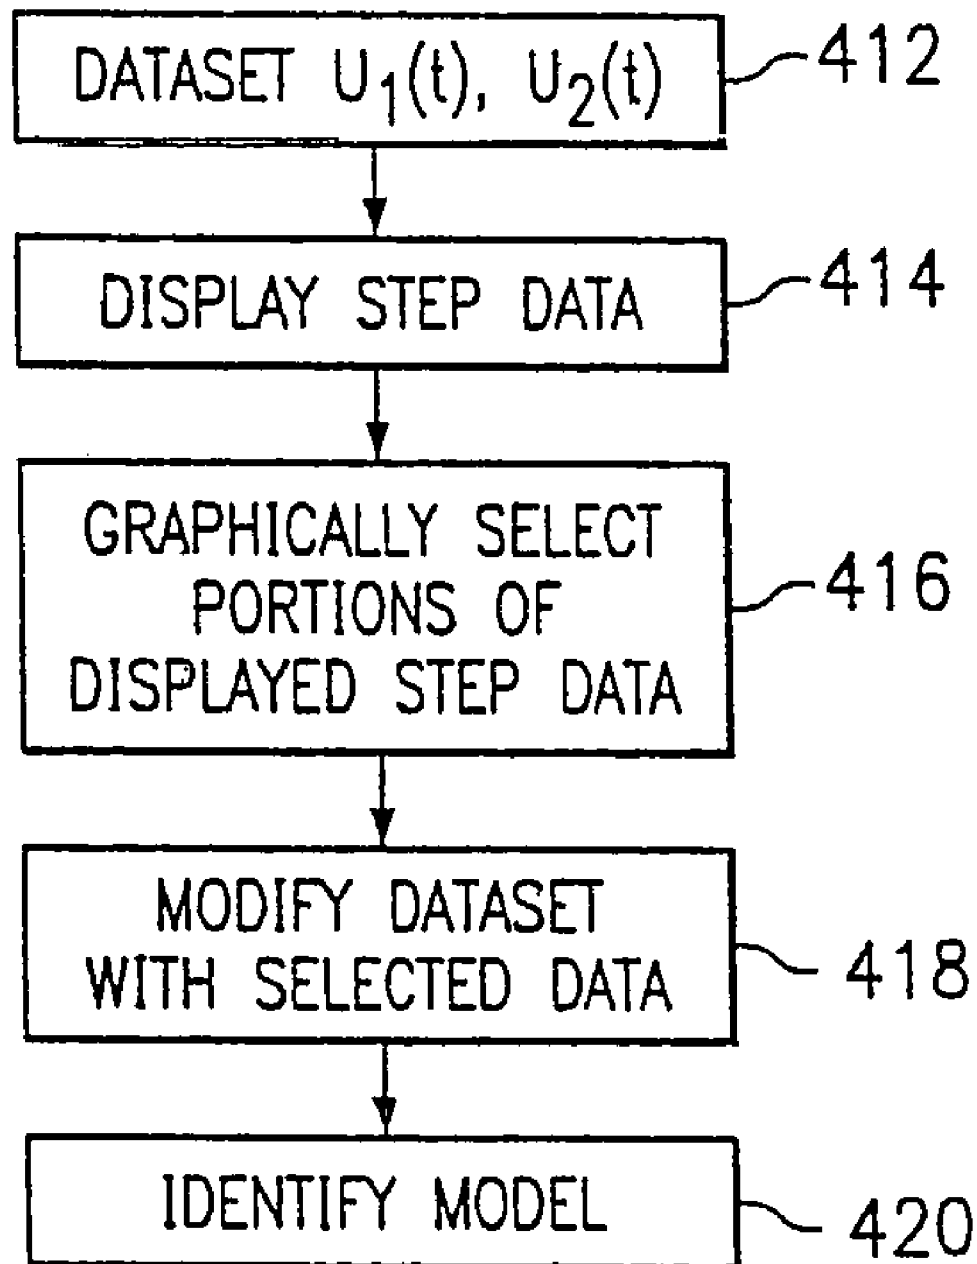 DATASET U₁(t), U₂(t)
412
DISPLAY STEP DATA
414
GRAPHICALLY SELECT
PORTIONS OF
DISPLAYED STEP DATA
416
MODIFY DATASET
WITH SELECTED DATA
418
IDENTIFY MODEL
420